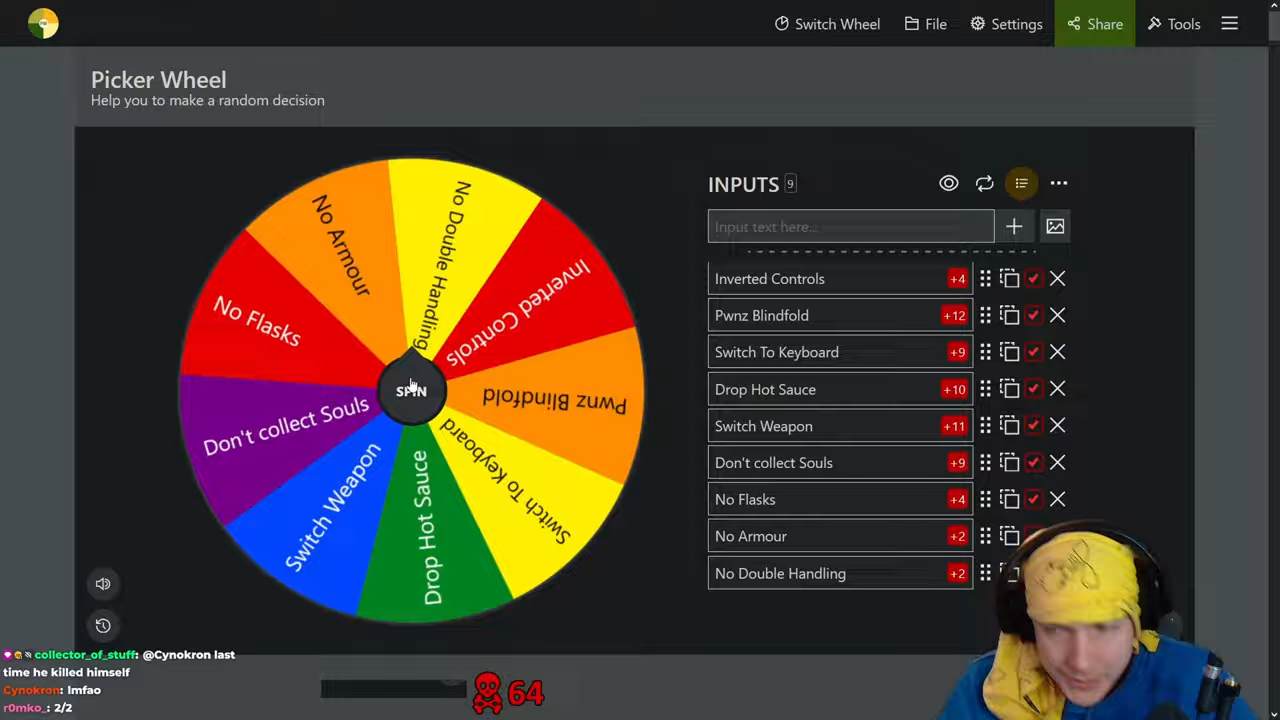 Switch Wheel
File
Settings
Share
Tools
Picker Wheel
Help you to make a random decision
INPUTS 9
Input text here...
Inverted Controls +4
Pwnz Blindfold +12
Switch To Keyboard +9
Drop Hot Sauce +10
Switch Weapon +11
Don't collect Souls +9
No Flasks +4
No Armour +2
No Double Handling +2
No Double Handling
Inverted Controls
Pwnz Blindfold
Switch To Keyboard
Drop Hot Sauce
Switch Weapon
Don't collect Souls
No Flasks
No Armour
SPIN
collector_of_stuff: @Cynokron last
time he killed himself
Cynokron: lmfao
r0mko_: 2/2
64